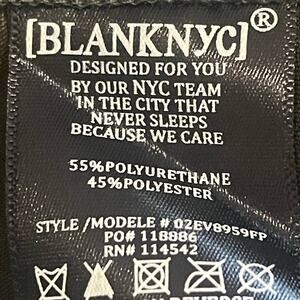 [BLANKNYC]®
DESIGNED FOR YOU
BY OUR NYC TEAM
IN THE CITY THAT
NEVER SLEEPS
BECAUSE WE CARE
55%POLYURETHANE
45%POLYESTER
STYLE /MODELE # 02EV8959FP
PO# 118886
RN# 114542